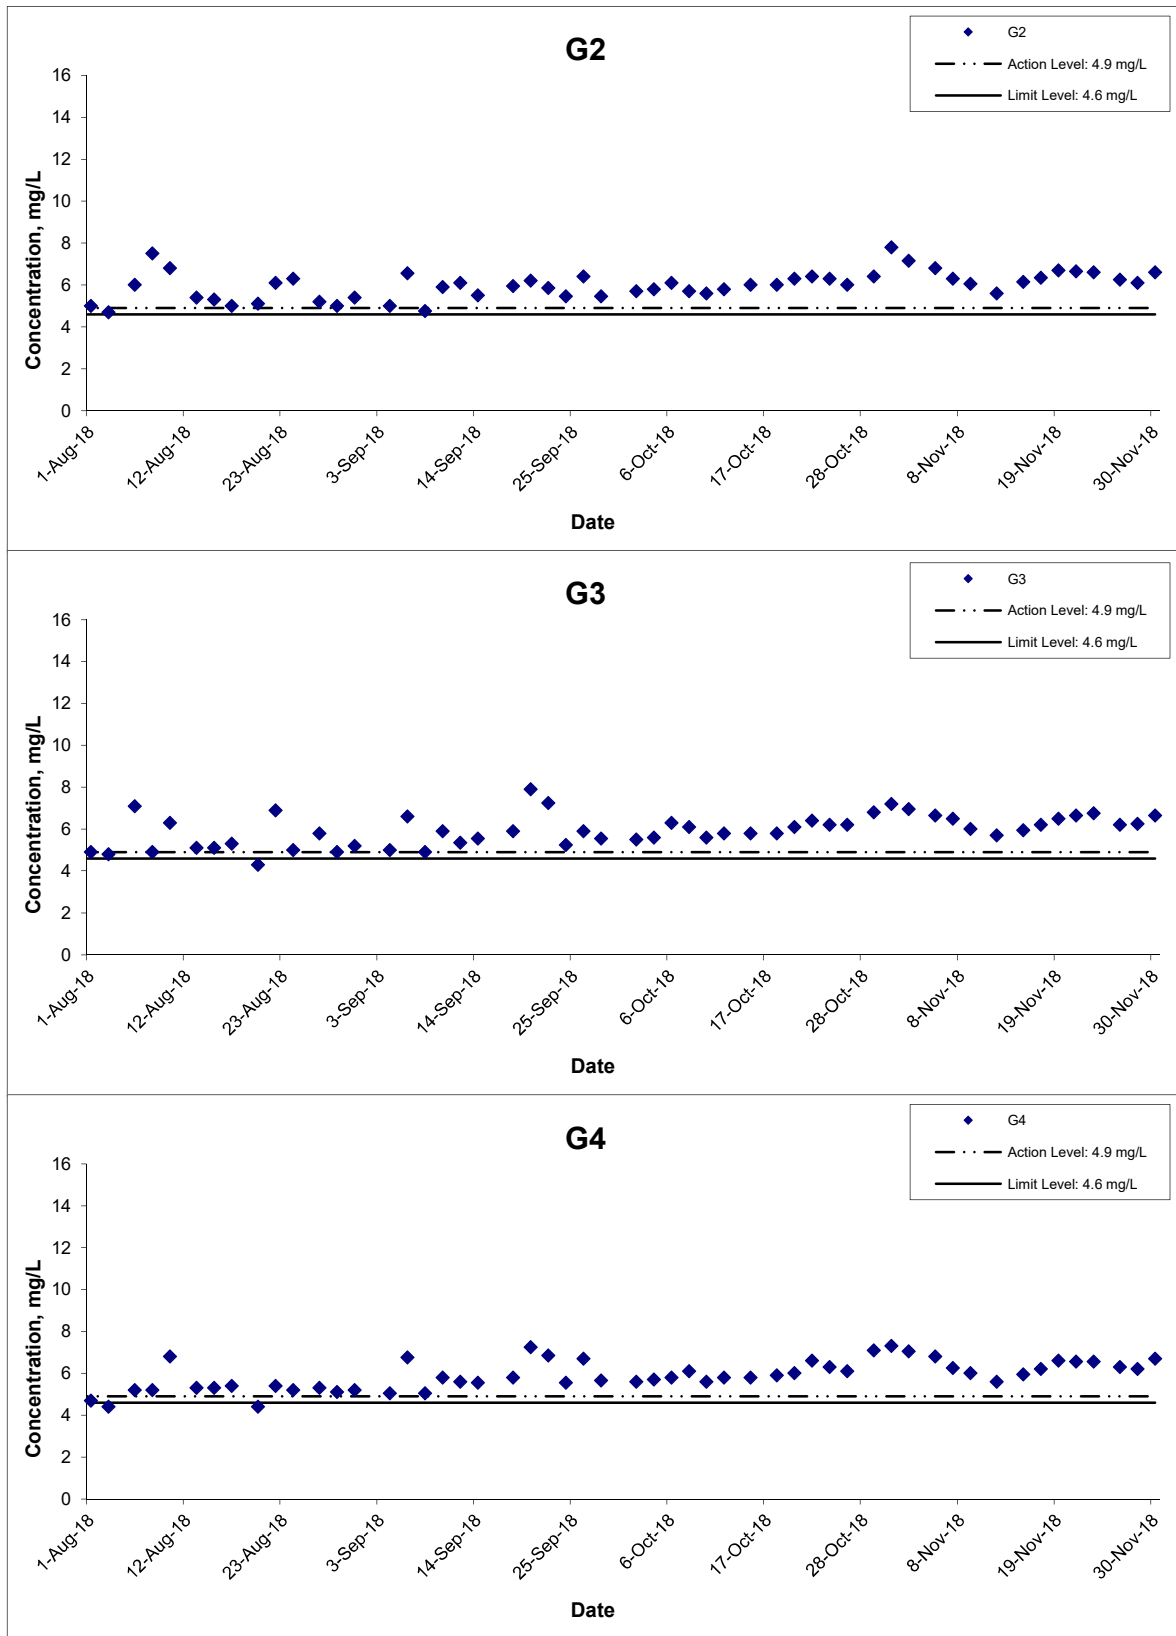 G2
G2
Action Level: 4.9 mg/L
Limit Level: 4.6 mg/L
Concentration, mg/L
16
14
12
10
8
6
4
2
0
1-Aug-18
12-Aug-18
23-Aug-18
3-Sep-18
14-Sep-18
25-Sep-18
6-Oct-18
17-Oct-18
28-Oct-18
8-Nov-18
19-Nov-18
30-Nov-18
Date
G3
G3
Action Level: 4.9 mg/L
Limit Level: 4.6 mg/L
Concentration, mg/L
16
14
12
10
8
6
4
2
0
1-Aug-18
12-Aug-18
23-Aug-18
3-Sep-18
14-Sep-18
25-Sep-18
6-Oct-18
17-Oct-18
28-Oct-18
8-Nov-18
19-Nov-18
30-Nov-18
Date
G4
G4
Action Level: 4.9 mg/L
Limit Level: 4.6 mg/L
Concentration, mg/L
16
14
12
10
8
6
4
2
0
1-Aug-18
12-Aug-18
23-Aug-18
3-Sep-18
14-Sep-18
25-Sep-18
6-Oct-18
17-Oct-18
28-Oct-18
8-Nov-18
19-Nov-18
30-Nov-18
Date